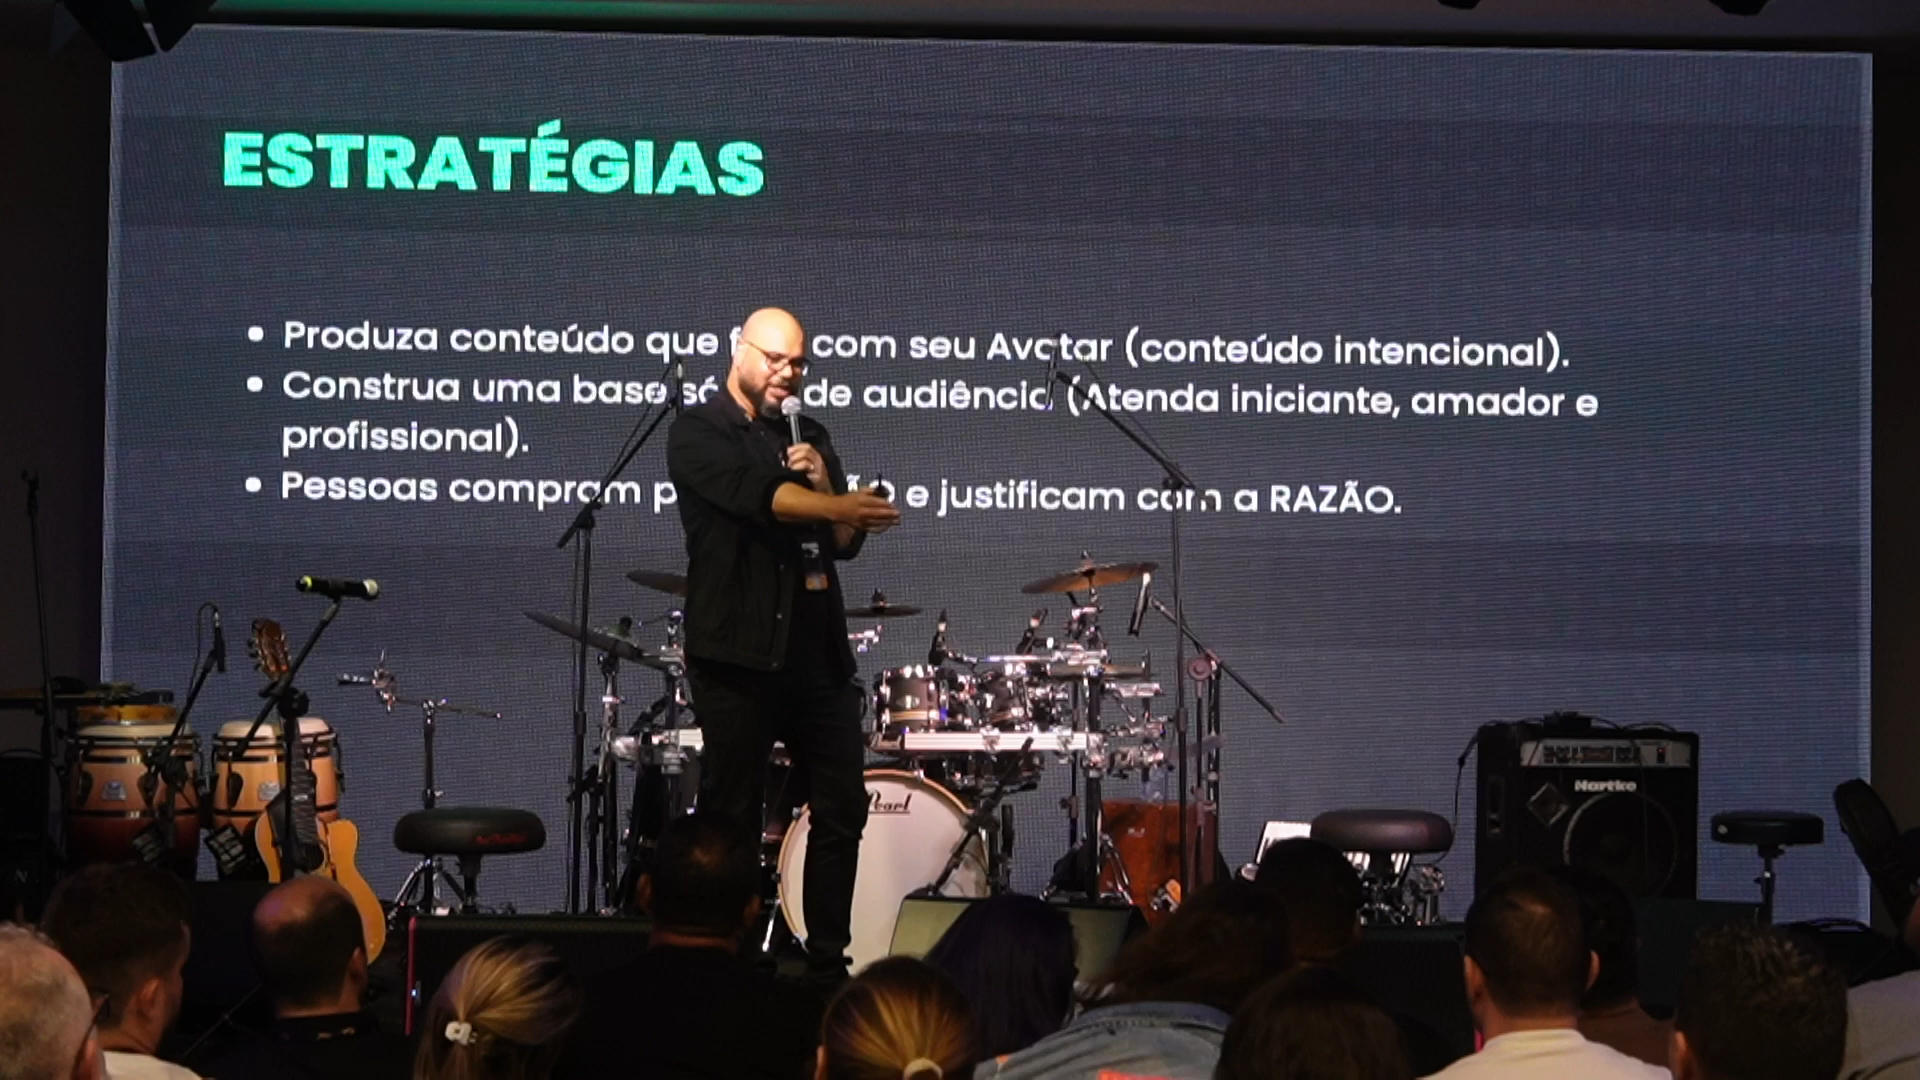 ESTRATÉGIAS
• Produza conteúdo que com seu Avatar (conteúdo intencional).
• Construa uma base de audiência (Atenda iniciante, amador e
profissional).
• Pessoas compram e justificam com a RAZÃO.
Pearl
Hartke